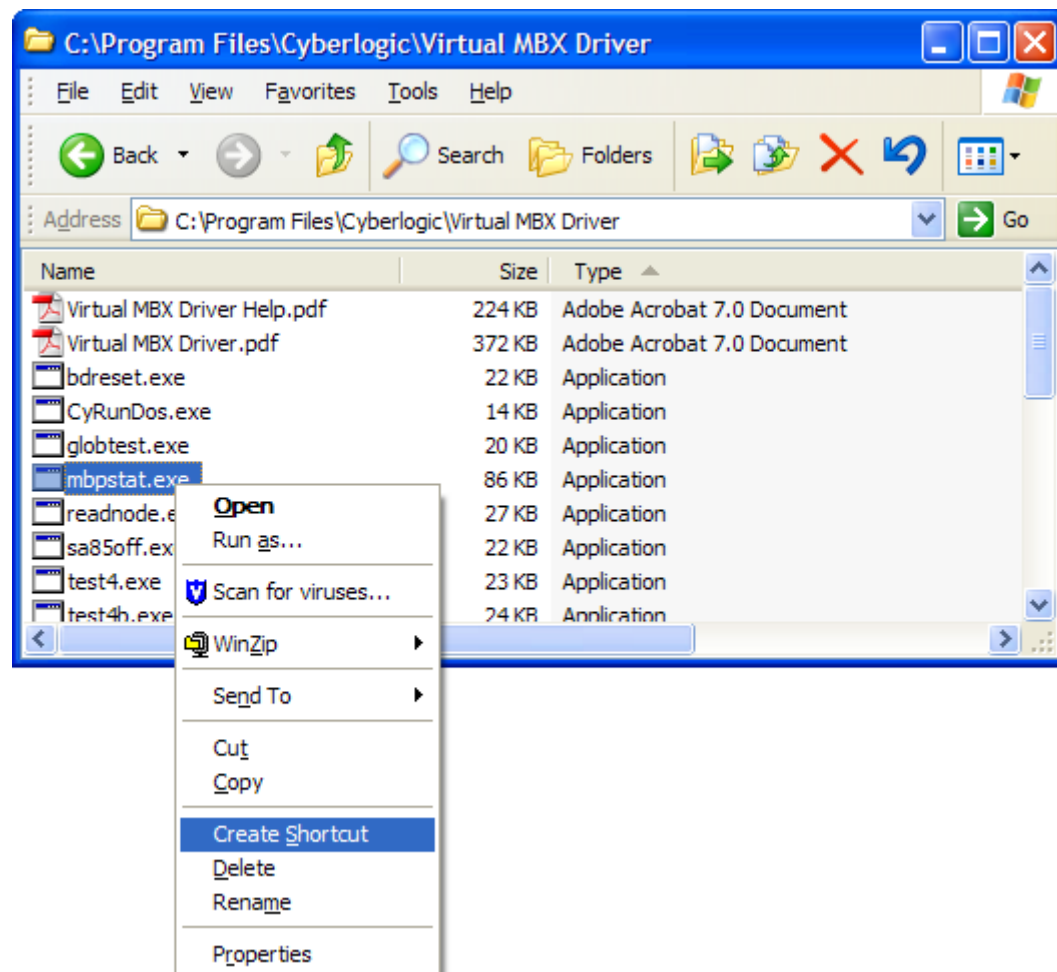 C:\Program Files\Cyberlogic\Virtual MBX Driver
File Edit View Favorites Tools Help
Back Search Folders
Address C:\Program Files\Cyberlogic\Virtual MBX Driver Go
Name Size Type
Virtual MBX Driver Help.pdf 224 KB Adobe Acrobat 7.0 Document
Virtual MBX Driver.pdf 372 KB Adobe Acrobat 7.0 Document
bdreset.exe 22 KB Application
CyRunDos.exe 14 KB Application
globtest.exe 20 KB Application
mbpstat.exe 86 KB Application
readnode.e 27 KB Application
sa85off.ex 22 KB Application
test4.exe 23 KB Application
test4b.exe 24 KB Application
Open
Run as...
Scan for viruses...
WinZip
Send To
Cut
Copy
Create Shortcut
Delete
Rename
Properties